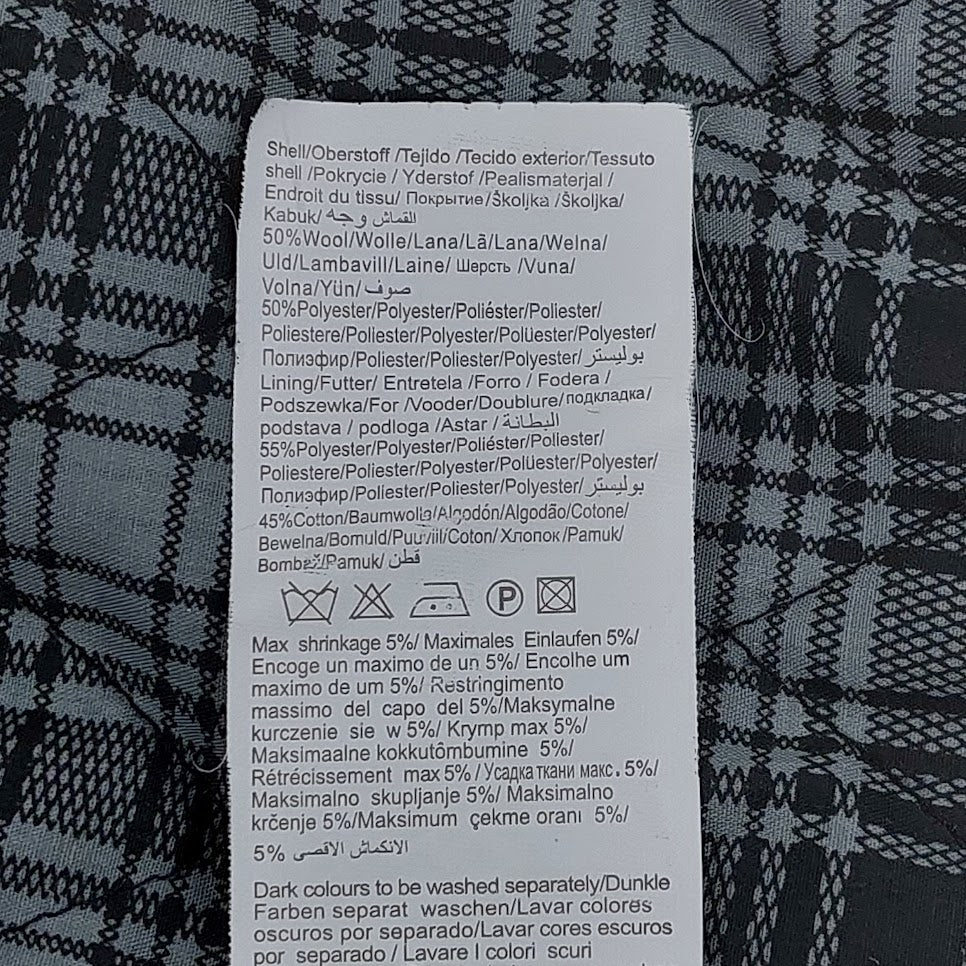 Shell/Oberstoff /Tejido /Tecido exterior/Tessuto
shell /Pokrycie / Yderstof /Pealismaterjal /
Endroit du tissu/ Покрытие/Školjka /Školjka/
Kabuk/ القماش وجه
50%Wool/Wolle/Lana/Lã/Lana/Wełna/
Uld/Lambavill/Laine/ Шерсть /Vuna/
Volna/Yün/ صوف
50%Polyester/Polyester/Poliéster/Poliester/
Poliestere/Poliester/Polyester/Polüester/Polyester/
Полиэфир/Poliester/Poliester/Polyester/ بوليستر
Lining/Futter/ Entretela /Forro / Fodera /
Podszewka/For /Vooder/Doublure/подкладка/
podstava / podloga /Astar / البطانة
55%Polyester/Polyester/Poliéster/Poliester/
Poliestere/Poliester/Polyester/Polüester/Polyester/
Полиэфир/Poliester/Poliester/Polyester/ بوليستر
45%Cotton/Baumwolle/Algodón/Algodão/Cotone/
Bewelna/Bomuld/Puuviil/Coton/ Хлопок /Pamuk/
Bombaž/Pamuk/ قطن
P
Max shrinkage 5%/ Maximales Einlaufen 5%/
Encoge un maximo de un 5%/ Encolhe um
maximo de um 5%/ Restringimento
massimo del capo del 5%/Maksymalne
kurczenie sie w 5%/ Krymp max 5%/
Maksimaalne kokkutômbumine 5%/
Rétrécissement max 5% / Усадка ткани макс. 5%/
Maksimalno skupljanje 5%/ Maksimalno
krčenje 5%/Maksimum çekme oranı 5%/
5% الانكماش الاقصى
Dark colours to be washed separately/Dunkle
Farben separat waschen/Lavar colores
oscuros por separado/Lavar cores escuros
por separado / Lavare I colori scuri